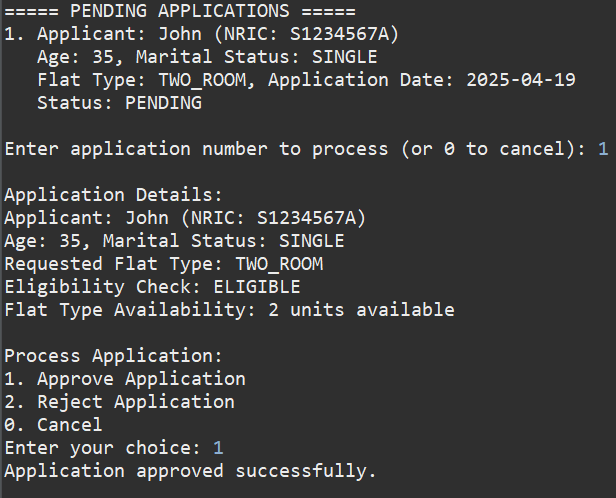 ===== PENDING APPLICATIONS =====
1. Applicant: John (NRIC: S1234567A)
   Age: 35, Marital Status: SINGLE
   Flat Type: TWO_ROOM, Application Date: 2025-04-19
   Status: PENDING

Enter application number to process (or 0 to cancel): 1

Application Details:
Applicant: John (NRIC: S1234567A)
Age: 35, Marital Status: SINGLE
Requested Flat Type: TWO_ROOM
Eligibility Check: ELIGIBLE
Flat Type Availability: 2 units available

Process Application:
1. Approve Application
2. Reject Application
0. Cancel
Enter your choice: 1
Application approved successfully.